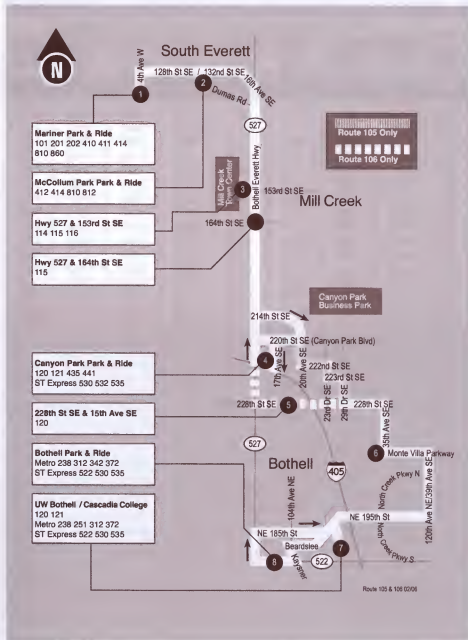 South Everett
N
4th Ave W
128th St SE / 132nd St SE
16th Ave SE
Dumas Rd
1
2
527
Route 105 Only
Route 106 Only
Mariner Park & Ride
101 201 202 410 411 414
810 860
McCollum Park Park & Ride
412 414 810 812
Hwy 527 & 153rd St SE
114 115 116
Hwy 527 & 164th St SE
115
Mill Creek
Town Center
3
153rd St SE
Bothell Everett Hwy
Mill Creek
164th St SE
Canyon Park
Business Park
214th St SE
220th St SE (Canyon Park Blvd)
4
17th Ave SE
20th Ave SE
222nd St SE
223rd St SE
Canyon Park Park & Ride
120 121 435 441
ST Express 530 532 535
228th St SE & 15th Ave SE
120
Bothell Park & Ride
Metro 238 312 342 372
ST Express 522 530 535
UW Bothell / Cascadia College
120 121
Metro 238 251 312 372
ST Express 522 530 535
228th St SE
5
23rd Dr SE
29th Dr SE
228th St SE
35th Ave SE
527
Bothell
405
6
Monte Villa Parkway
North Creek Pkwy N
120th Ave NE/39th Ave SE
104th Ave NE
NE 195th St
NE 185th St
Beardslee
7
North Creek Pkwy S
8
Kaysner
522
Route 105 & 106 02/06